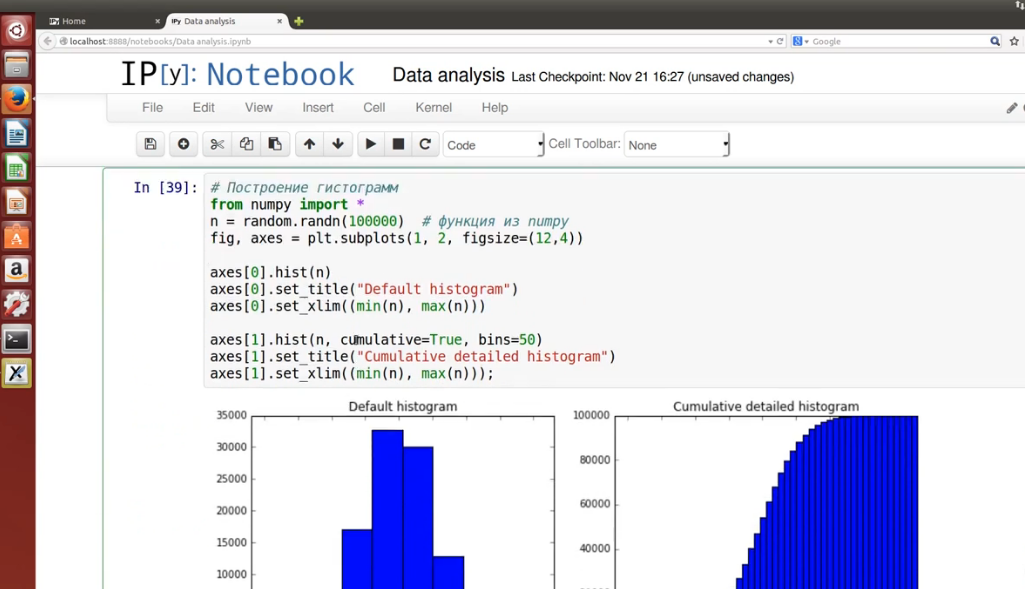 IP[y]: Home
IP[y]: Data analysis
localhost:8888/notebooks/Data analysis.ipynb
Google
IP[y]: Notebook
Data analysis Last Checkpoint: Nov 21 16:27 (unsaved changes)
File Edit View Insert Cell Kernel Help
Code
Cell Toolbar: None
In [39]:
# Построение гистограмм
from numpy import *
n = random.randn(100000)  # функция из numpy
fig, axes = plt.subplots(1, 2, figsize=(12,4))
axes[0].hist(n)
axes[0].set_title("Default histogram")
axes[0].set_xlim((min(n), max(n)))
axes[1].hist(n, cumulative=True, bins=50)
axes[1].set_title("Cumulative detailed histogram")
axes[1].set_xlim((min(n), max(n)));
Default histogram
35000
30000
25000
20000
15000
10000
Cumulative detailed histogram
100000
80000
60000
40000